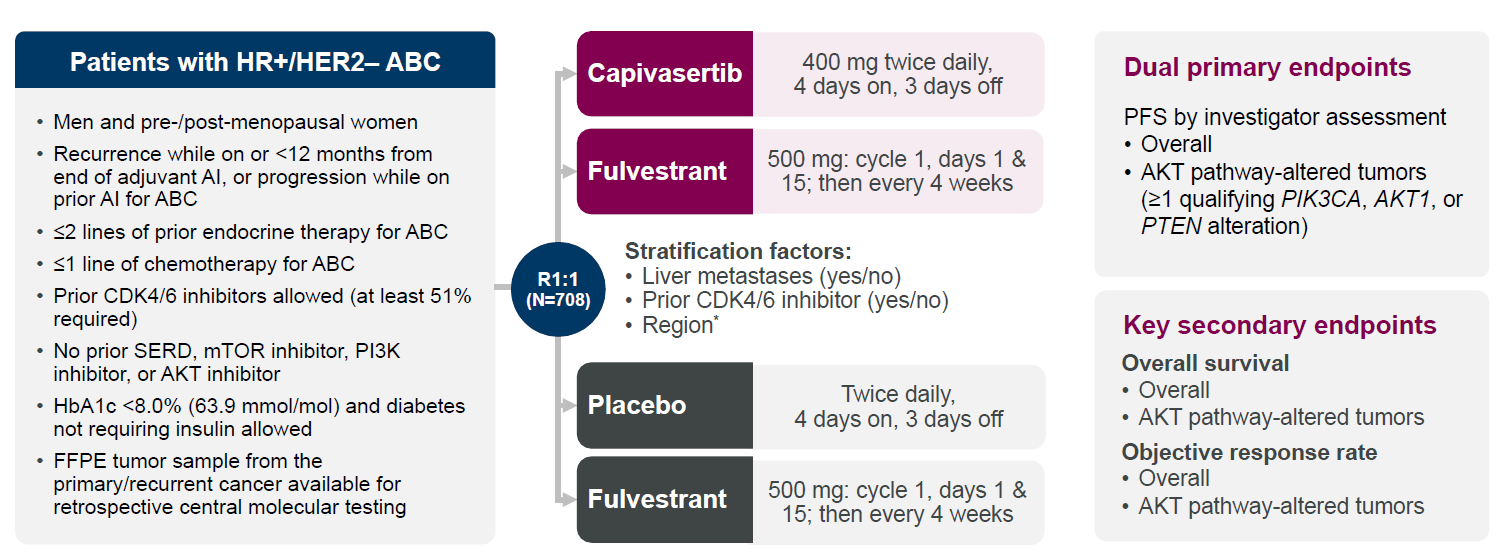 Patients with HR+/HER2– ABC
• Men and pre-/post-menopausal women
• Recurrence while on or <12 months from
end of adjuvant AI, or progression while on
prior AI for ABC
• ≤2 lines of prior endocrine therapy for ABC
• ≤1 line of chemotherapy for ABC
• Prior CDK4/6 inhibitors allowed (at least 51%
required)
• No prior SERD, mTOR inhibitor, PI3K
inhibitor, or AKT inhibitor
• HbA1c <8.0% (63.9 mmol/mol) and diabetes
not requiring insulin allowed
• FFPE tumor sample from the
primary/recurrent cancer available for
retrospective central molecular testing
R1:1
(N=708)
Capivasertib
400 mg twice daily,
4 days on, 3 days off
Fulvestrant
500 mg: cycle 1, days 1 &
15; then every 4 weeks
Stratification factors:
• Liver metastases (yes/no)
• Prior CDK4/6 inhibitor (yes/no)
• Region*
Placebo
Twice daily,
4 days on, 3 days off
Fulvestrant
500 mg: cycle 1, days 1 &
15; then every 4 weeks
Dual primary endpoints
PFS by investigator assessment
• Overall
• AKT pathway-altered tumors
(≥1 qualifying PIK3CA, AKT1, or
PTEN alteration)
Key secondary endpoints
Overall survival
• Overall
• AKT pathway-altered tumors
Objective response rate
• Overall
• AKT pathway-altered tumors